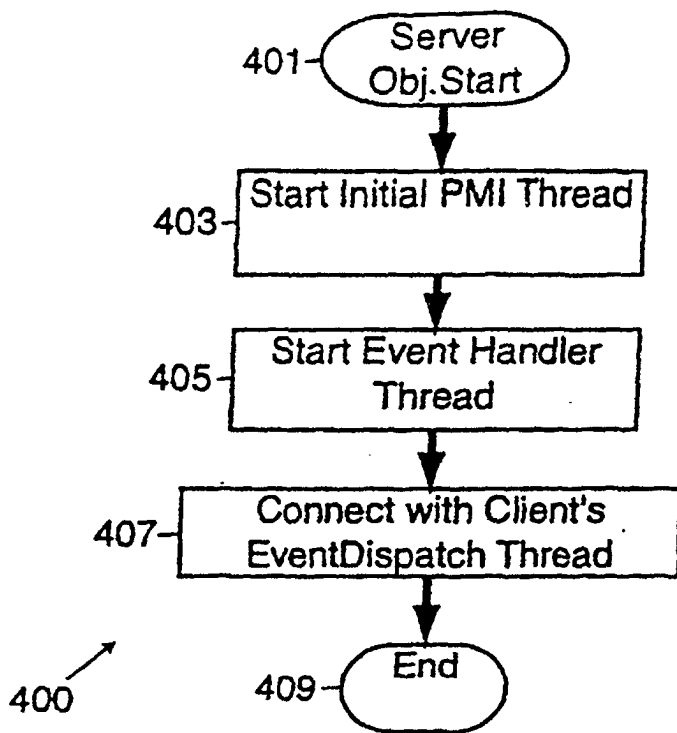 Server
401
Obj.Start
Start Initial PMI Thread
403
Start Event Handler
405
Thread
Connect with Client's
407
EventDispatch Thread
End
409
400